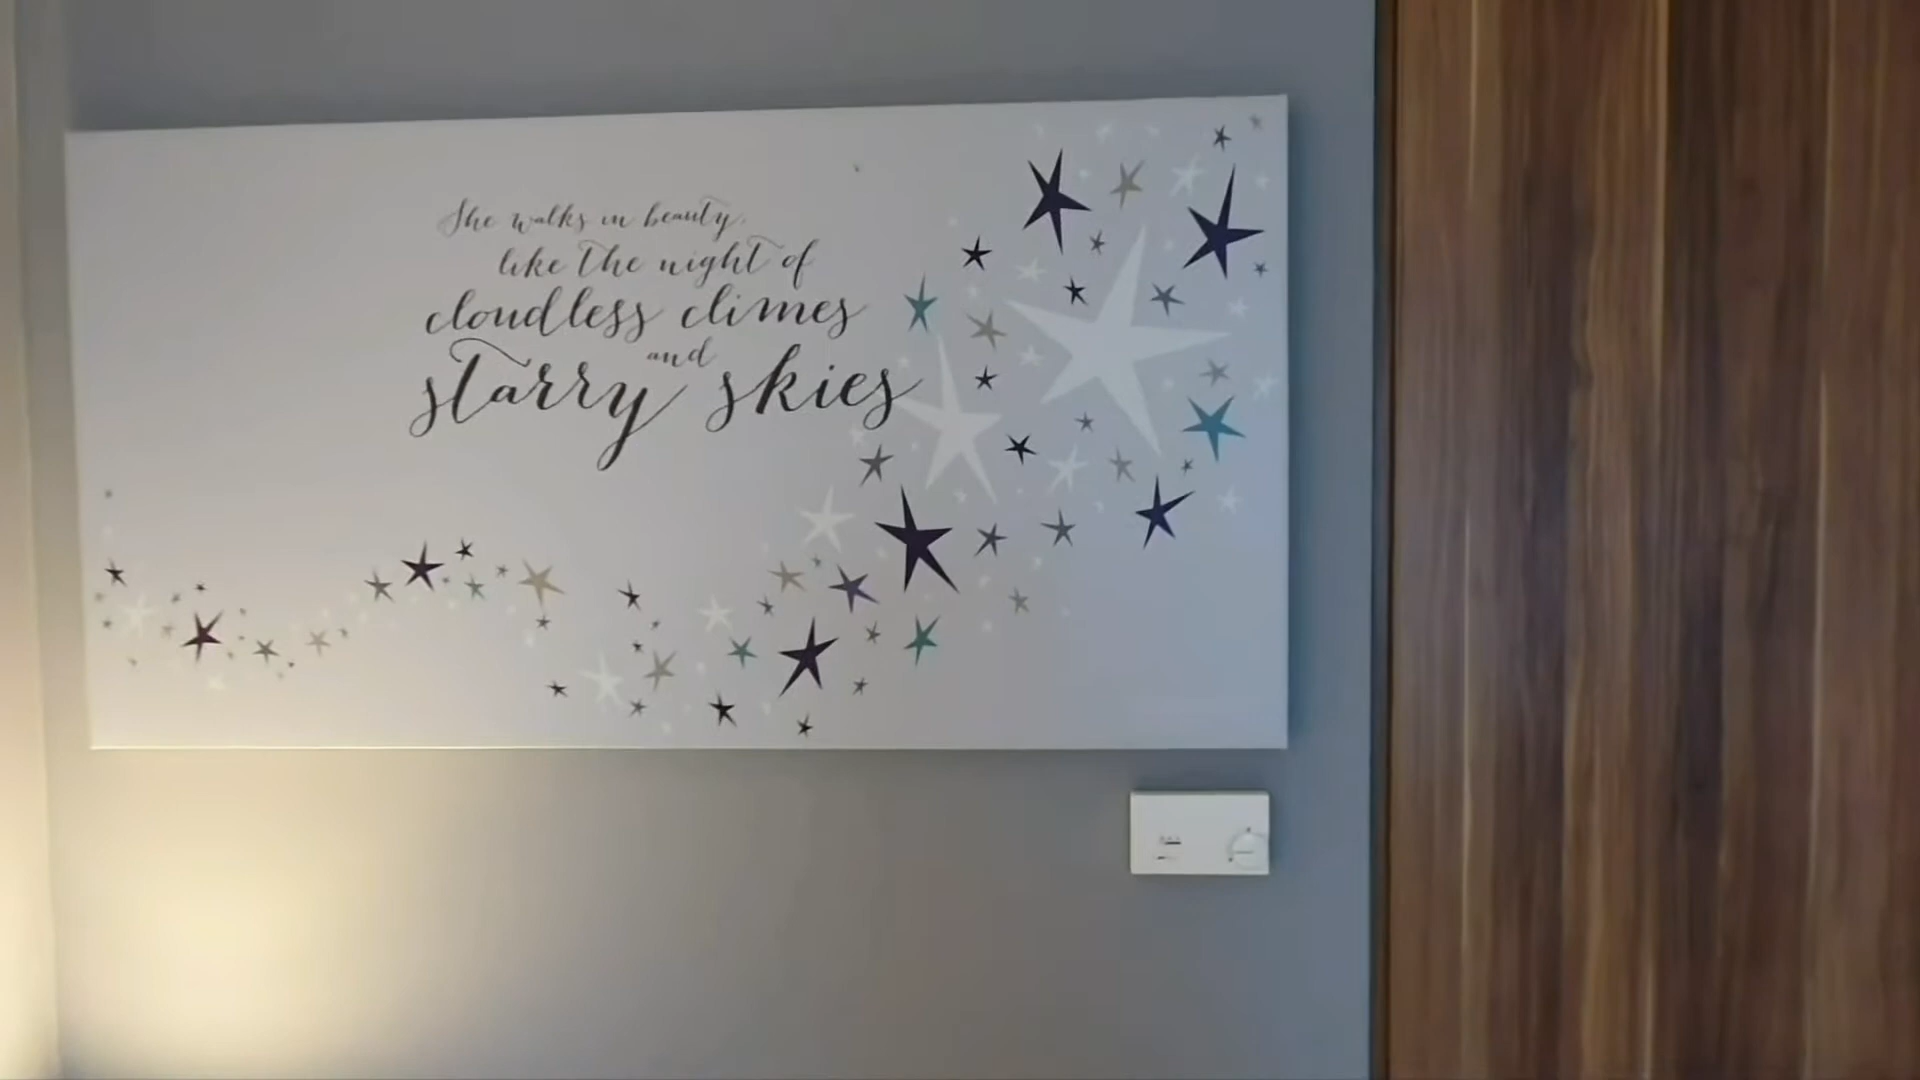 She walks in beauty,
like the night of
cloudless climes
and
starry skies